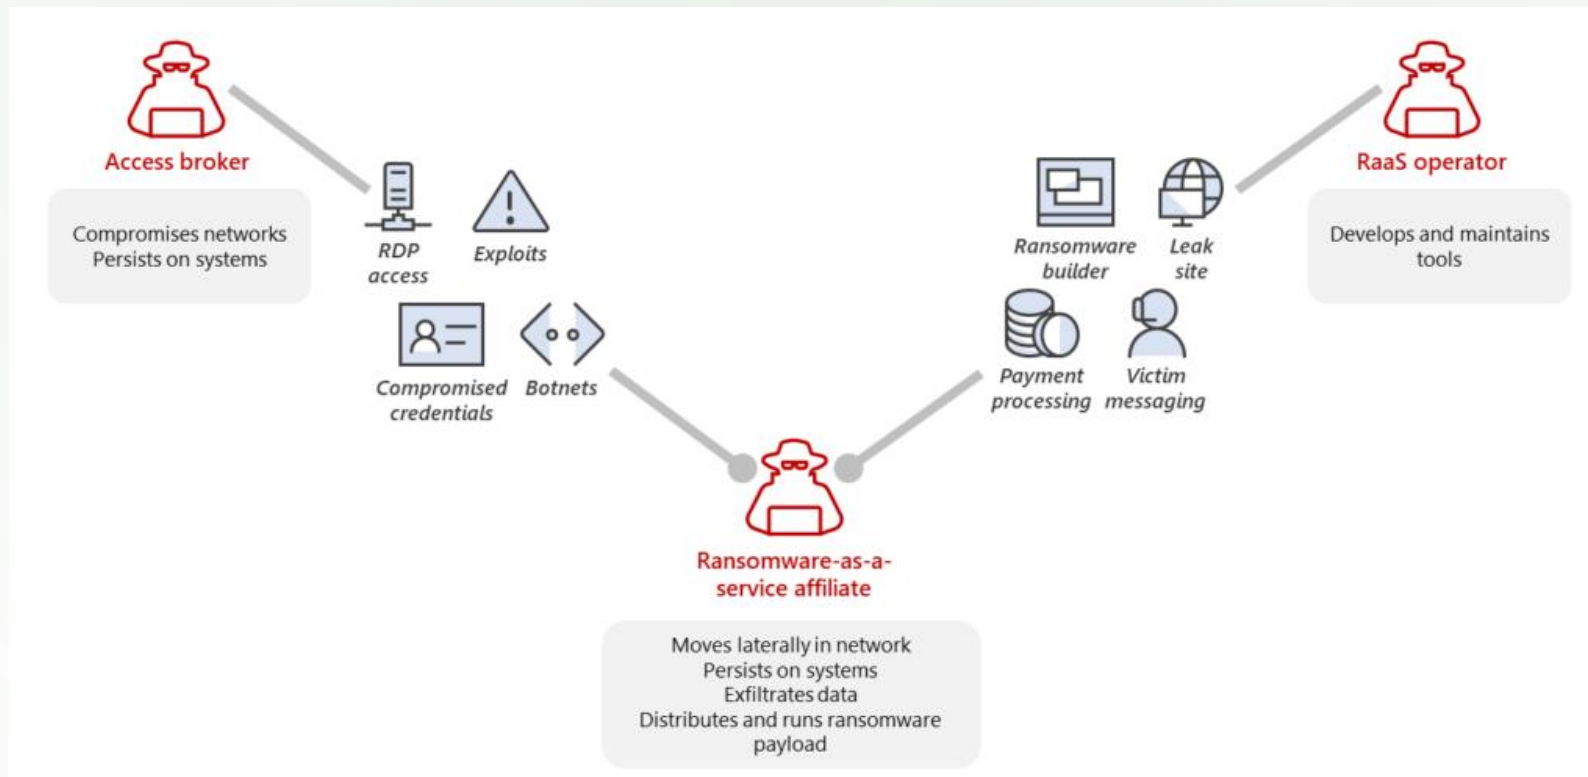 Access broker
Compromises networks
Persists on systems
RDP
access
Exploits
Compromised
credentials
Botnets
RaaS operator
Develops and maintains
tools
Ransomware
builder
Leak
site
Payment
processing
Victim
messaging
Ransomware-as-a-
service affiliate
Moves laterally in network
Persists on systems
Exfiltrates data
Distributes and runs ransomware
payload